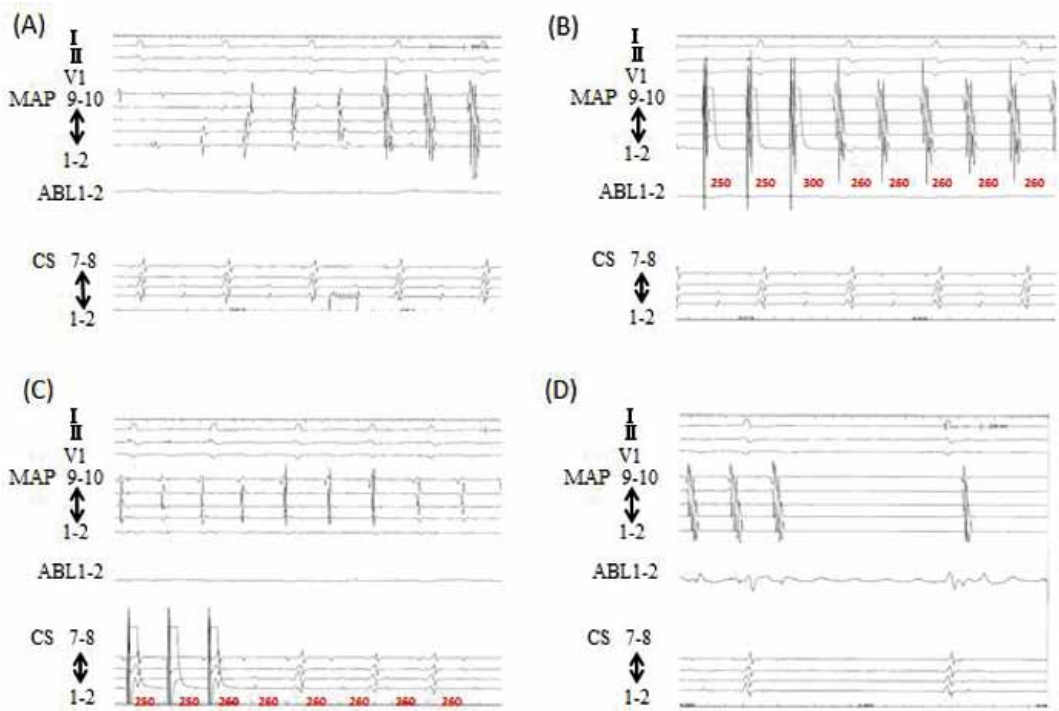 (A)
I
II
V1
MAP 9-10
1-2
ABL1-2
CS 7-8
1-2
(B)
I
II
V1
MAP 9-10
1-2
250 250 300 260 260 260 260 260
ABL1-2
CS 7-8
1-2
(C)
I
II
V1
MAP 9-10
1-2
ABL1-2
CS 7-8
1-2
250 250 260 260 260 260 260 260
(D)
I
II
V1
MAP 9-10
1-2
ABL1-2
CS 7-8
1-2